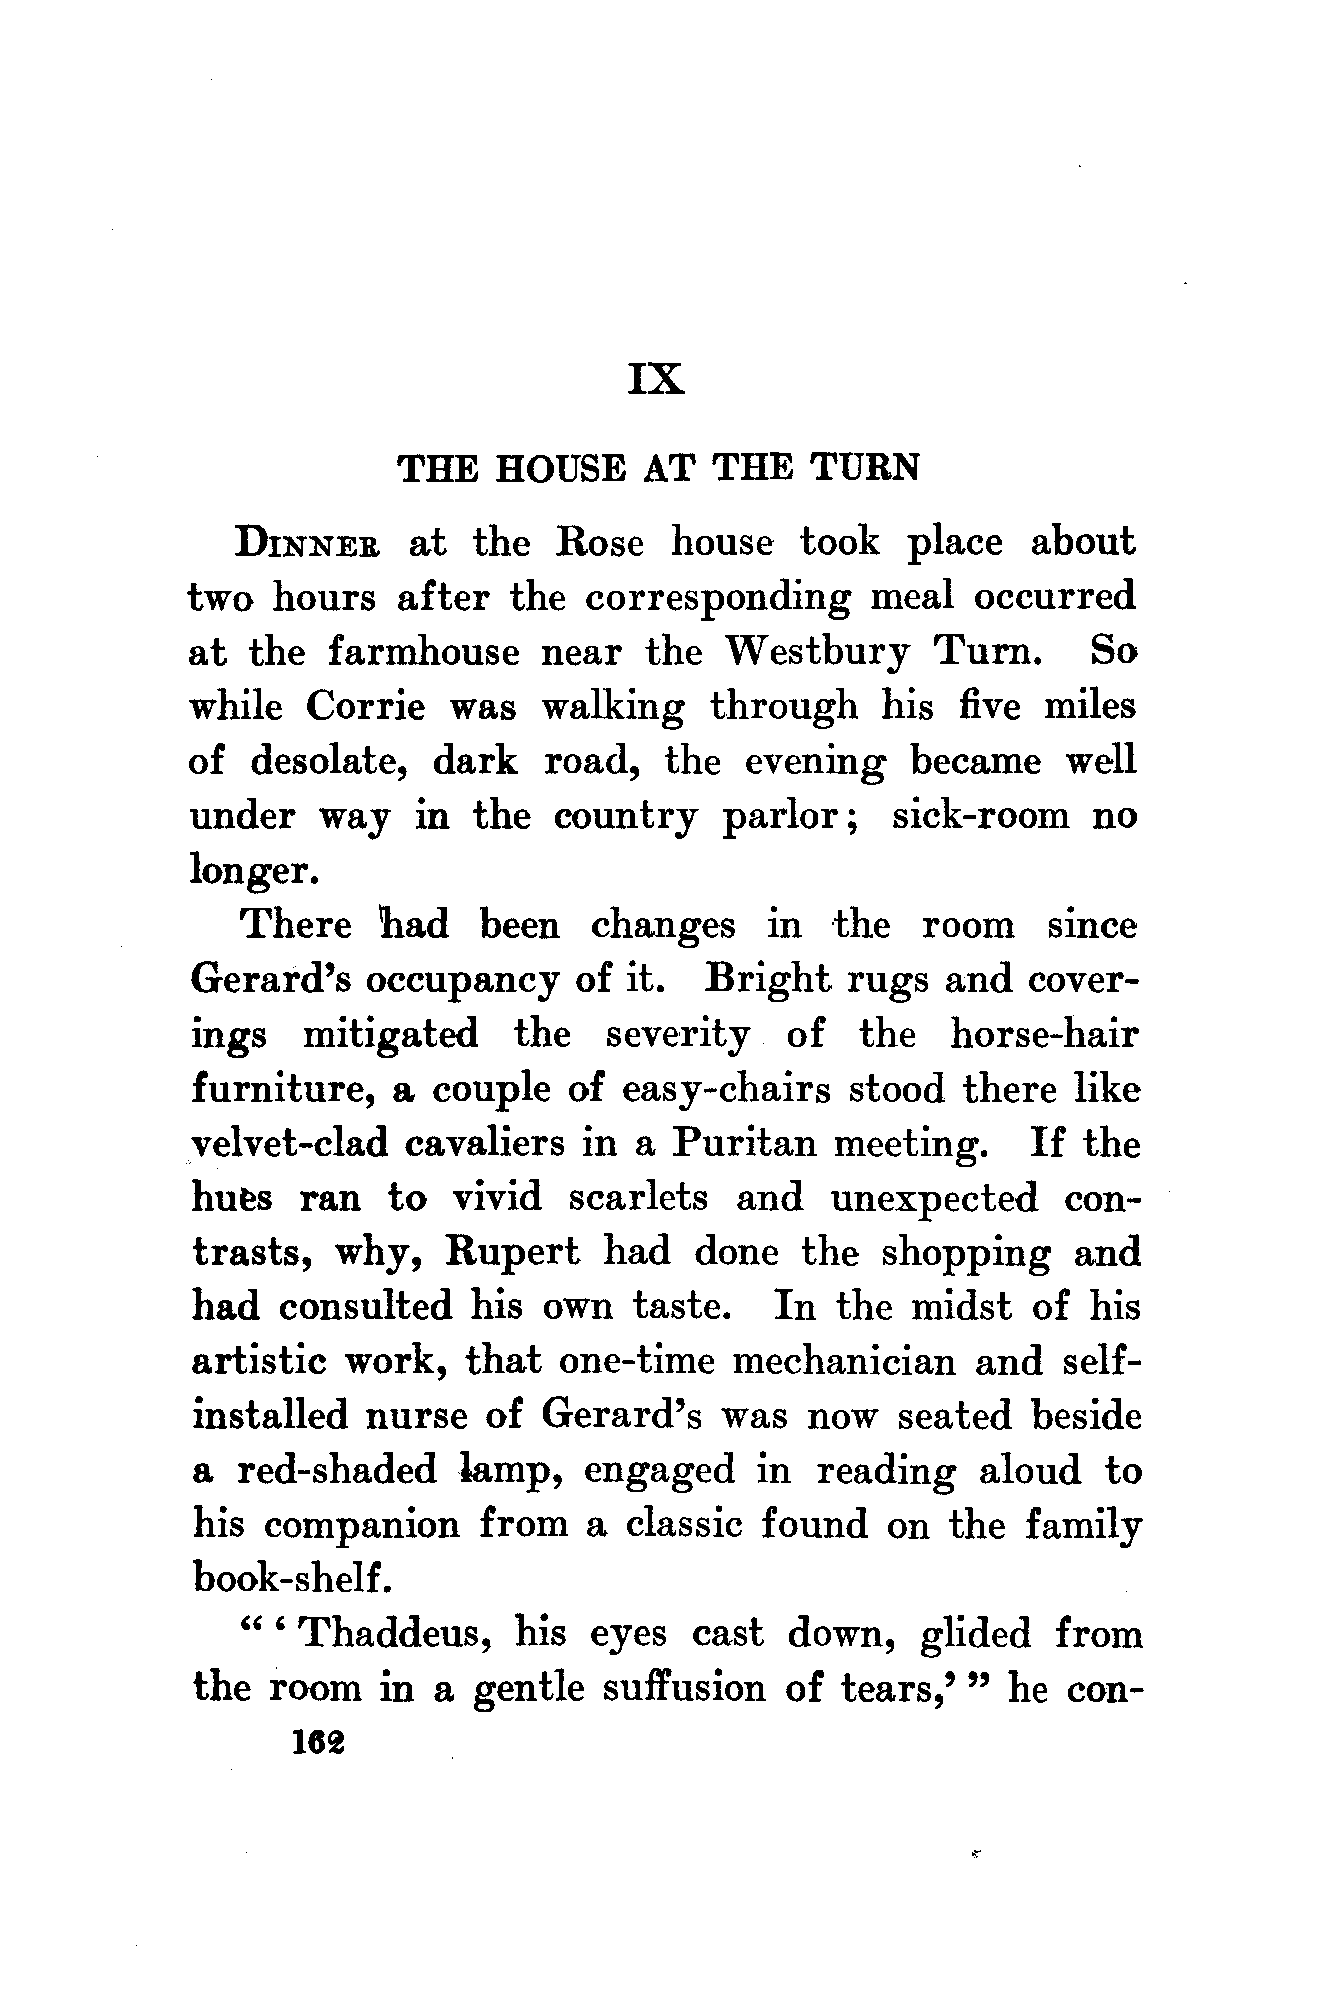 IX
THE HOUSE AT THE TURN
DINNER at the Rose house took place about
two hours after the corresponding meal occurred
at the farmhouse near the Westbury Turn. So
while Corrie was walking through his five miles
of desolate, dark road, the evening became well
under way in the country parlor; sick-room no
longer.
There had been changes in the room since
Gerard's occupancy of it. Bright rugs and cover-
ings mitigated the severity of the horse-hair
furniture, a couple of easy-chairs stood there like
velvet-clad cavaliers in a Puritan meeting. If the
hues ran to vivid scarlets and unexpected con-
trasts, why, Rupert had done the shopping and
had consulted his own taste. In the midst of his
artistic work, that one-time mechanician and self-
installed nurse of Gerard's was now seated beside
a red-shaded lamp, engaged in reading aloud to
his companion from a classic found on the family
book-shelf.
"'Thaddeus, his eyes cast down, glided from
the room in a gentle suffusion of tears,'" he con-
162